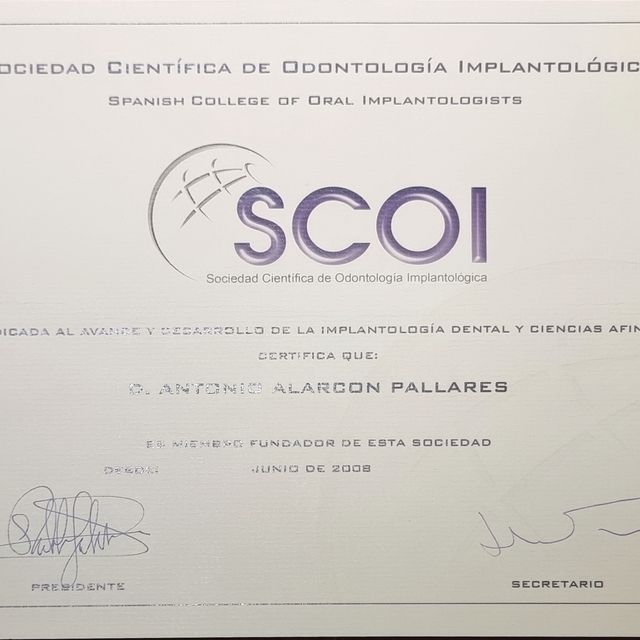 OCIEDAD CIENTÍFICA DE ODONTOLOGÍA IMPLANTOLÓGIC
SPANISH COLLEGE OF ORAL IMPLANTOLOGISTS
SCOI
Sociedad Científica de Odontología Implantológica
DICADA AL AVANCE Y DESARROLLO DE LA IMPLANTOLOGÍA DENTAL Y CIENCIAS AFIN
CERTIFICA QUE:
D. ANTONIO ALARCON PALLARES
ES MIEMBRO FUNDADOR DE ESTA SOCIEDAD
DESDE: JUNIO DE 2008
PRESIDENTE
SECRETARIO